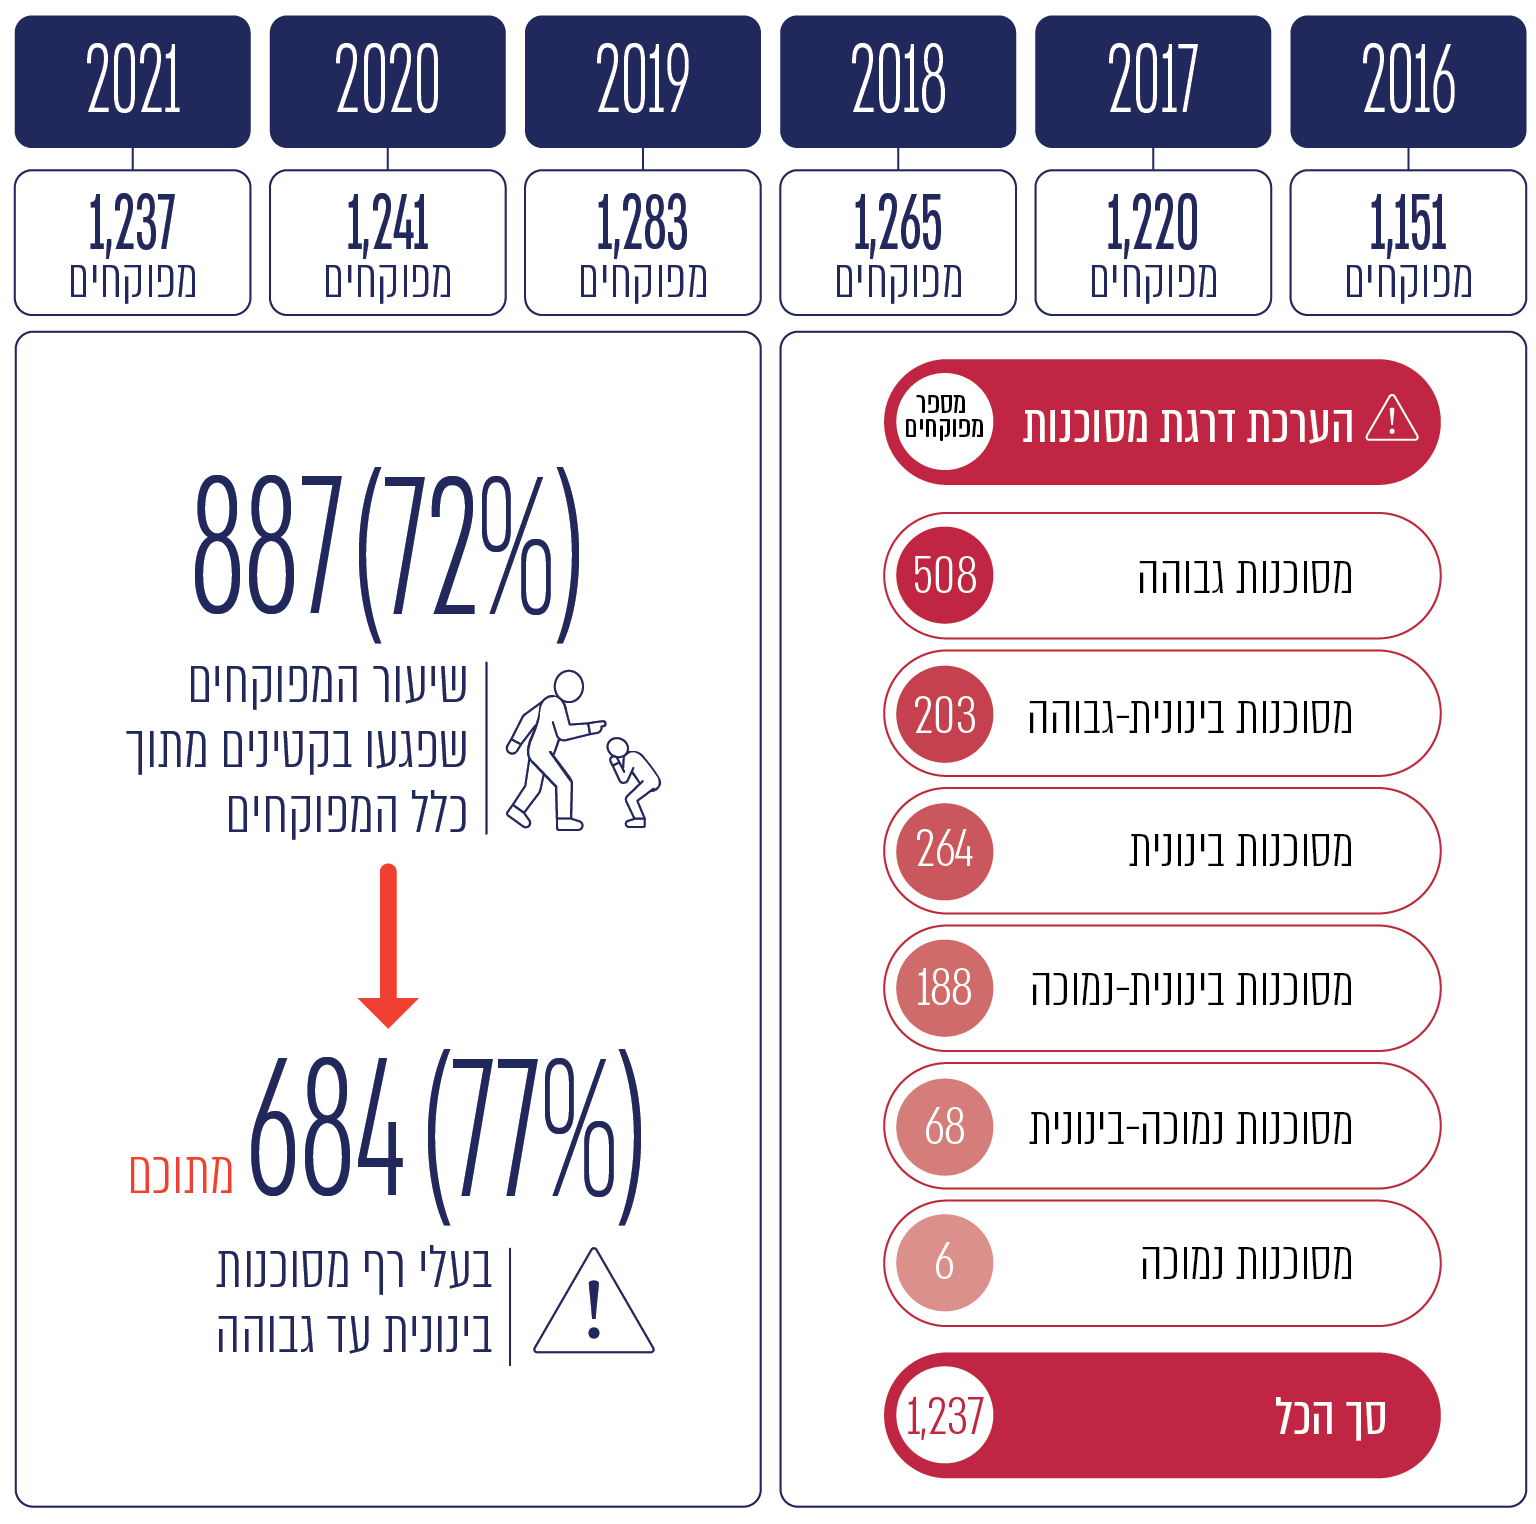 2016
1,151
מפוקחים
2017
1,220
מפוקחים
2018
1,265
מפוקחים
2019
1,283
מפוקחים
2020
1,241
מפוקחים
2021
1,237
מפוקחים
הערכת דרגת מסוכנות
מספר
מפוקחים
מסוכנות גבוהה 508
מסוכנות בינונית-גבוהה 203
מסוכנות בינונית 264
מסוכנות בינונית-נמוכה 188
מסוכנות נמוכה-בינונית 68
מסוכנות נמוכה 6
סך הכל 1,237
887 (72%)
שיעור המפוקחים
שפגעו בקטינים מתוך
כלל המפוקחים
684 (77%) מתוכם
בעלי רף מסוכנות
בינונית עד גבוהה